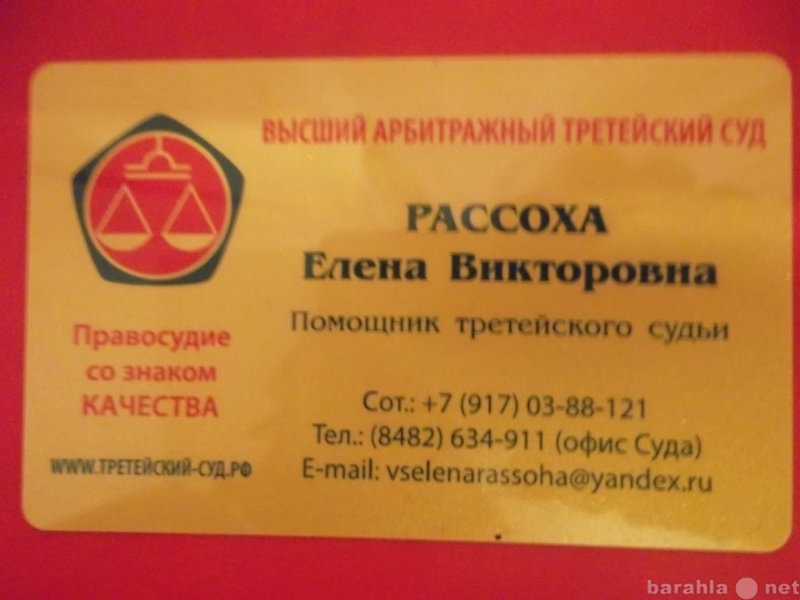 ВЫСШИЙ АРБИТРАЖНЫЙ ТРЕТЕЙСКИЙ СУД
РАССОХА
Елена Викторовна
Помощник третейского судьи
Правосудие
со знаком
КАЧЕСТВА
WWW.ТРЕТЕЙСКИЙ-СУД.РФ
Сот.: +7 (917) 03-88-121
Тел.: (8482) 634-911 (офис Суда)
E-mail: vselenarassoha@yandex.ru
barahla net